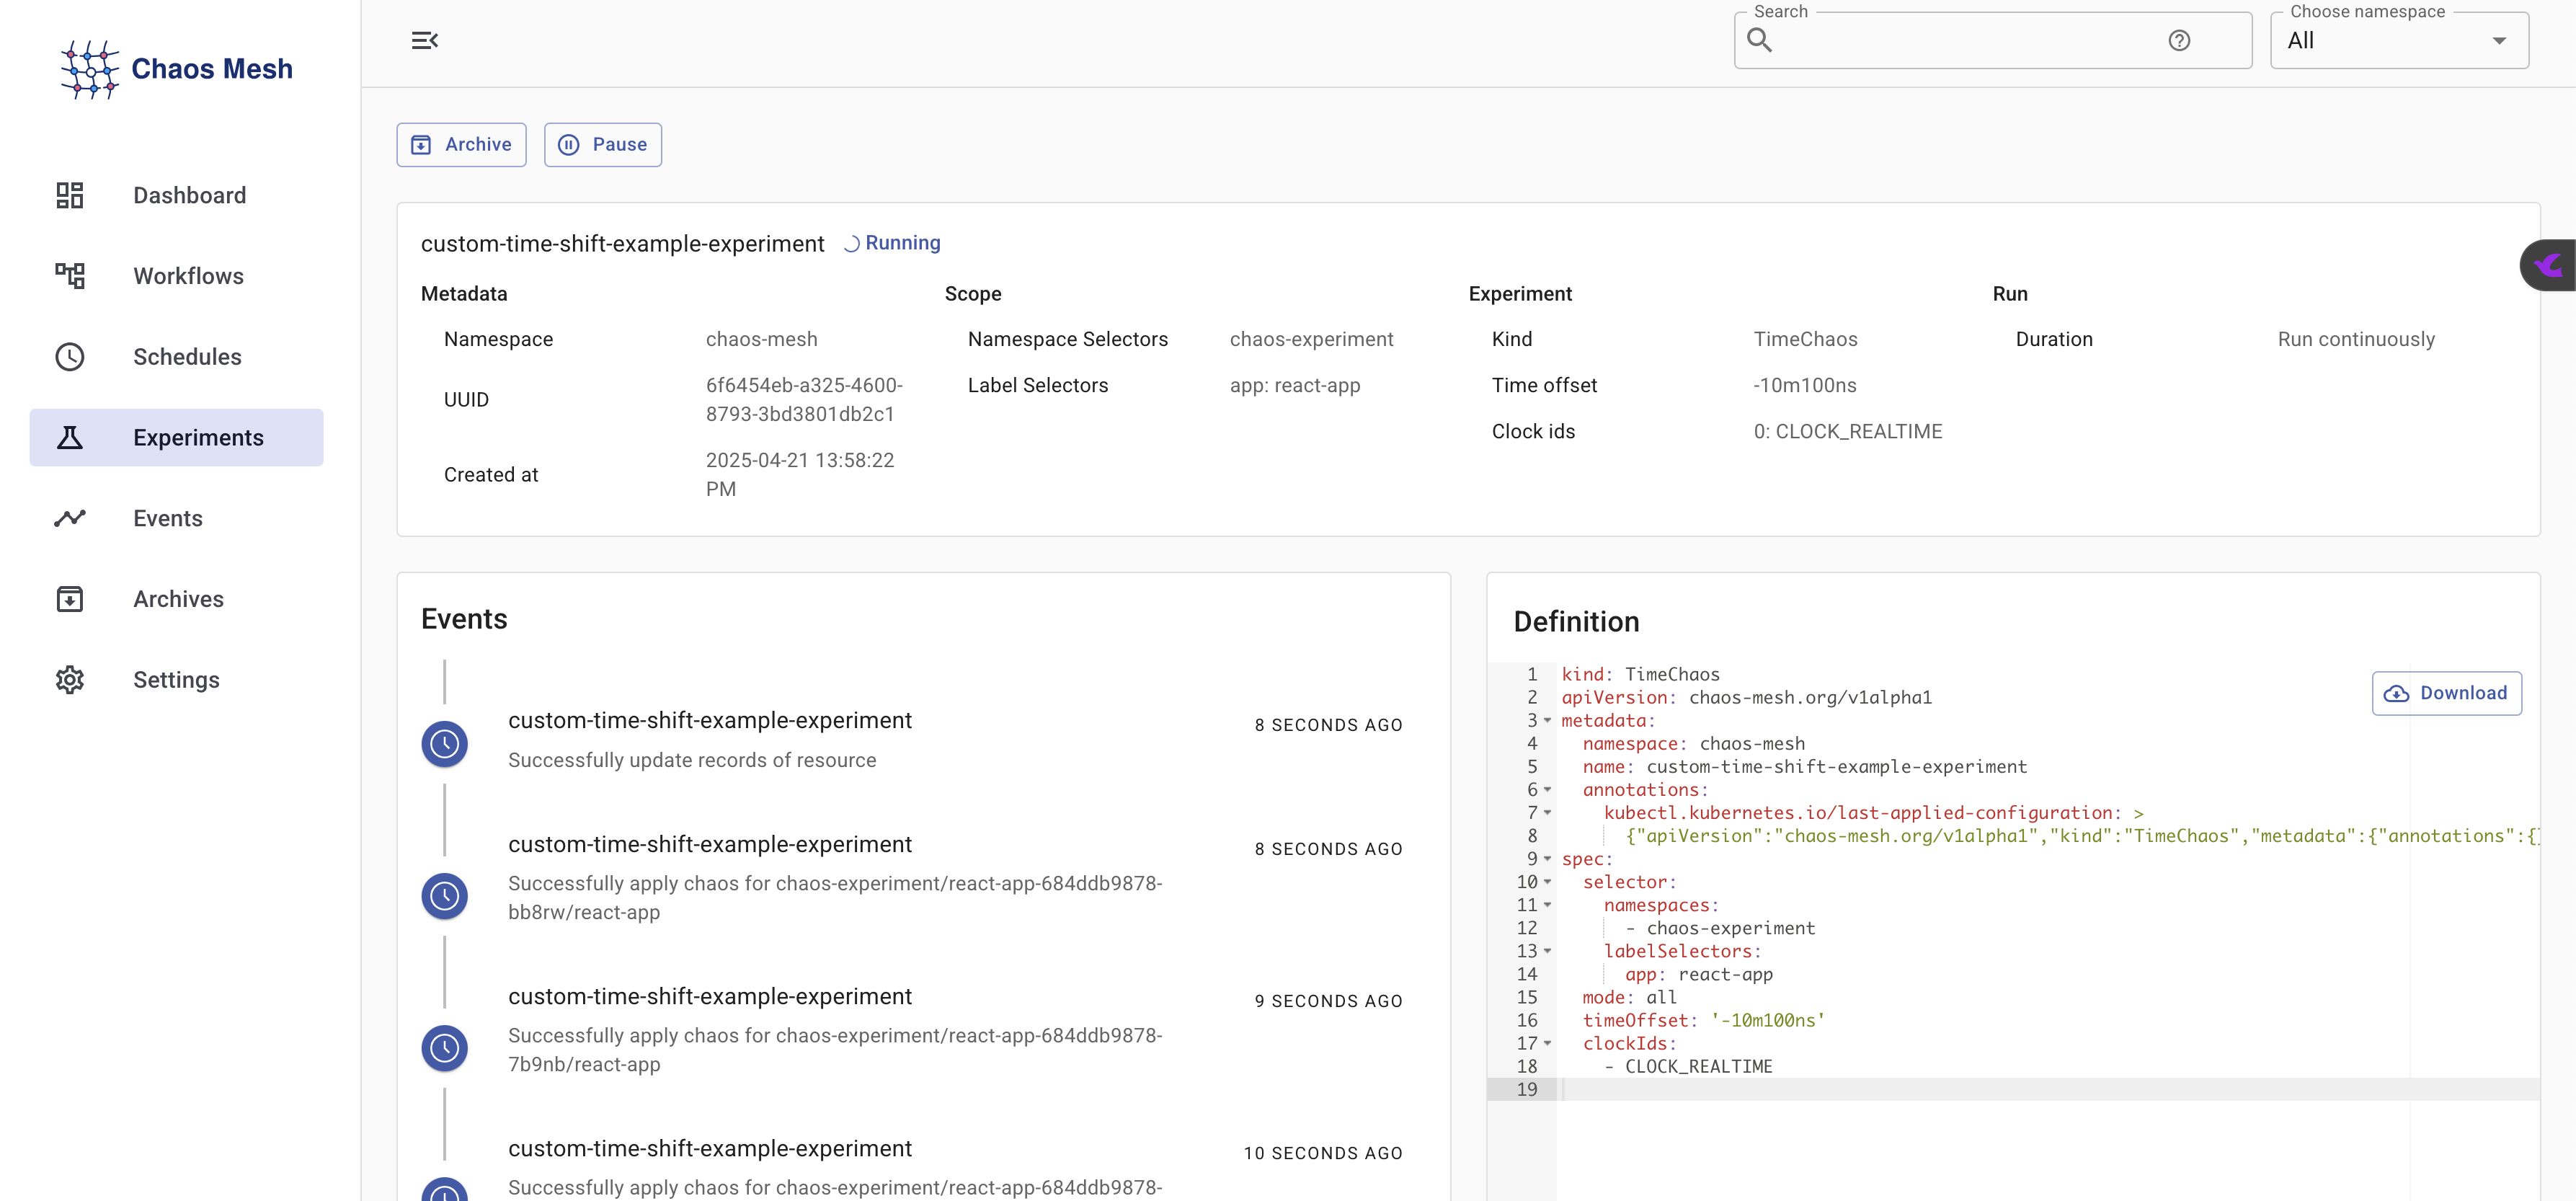 Chaos Mesh
Dashboard
Workflows
Schedules
Experiments
Events
Archives
Settings
Search
Choose namespace
All
Archive
Pause
custom-time-shift-example-experiment
Running
Metadata
Namespace
chaos-mesh
UUID
6f6454eb-a325-4600-
8793-3bd3801db2c1
Created at
2025-04-21 13:58:22
PM
Scope
Namespace Selectors
chaos-experiment
Label Selectors
app: react-app
Experiment
Kind
TimeChaos
Time offset
-10m100ns
Clock ids
0: CLOCK_REALTIME
Run
Duration
Run continuously
Events
custom-time-shift-example-experiment
8 SECONDS AGO
Successfully update records of resource
custom-time-shift-example-experiment
8 SECONDS AGO
Successfully apply chaos for chaos-experiment/react-app-684ddb9878-
bb8rw/react-app
custom-time-shift-example-experiment
9 SECONDS AGO
Successfully apply chaos for chaos-experiment/react-app-684ddb9878-
7b9nb/react-app
custom-time-shift-example-experiment
10 SECONDS AGO
Successfully apply chaos for chaos-experiment/react-app-684ddb9878-
Definition
Download
1 kind: TimeChaos
2 apiVersion: chaos-mesh.org/v1alpha1
3 metadata:
4 namespace: chaos-mesh
5 name: custom-time-shift-example-experiment
6 annotations:
7 kubectl.kubernetes.io/last-applied-configuration: >
8 {"apiVersion":"chaos-mesh.org/v1alpha1","kind":"TimeChaos","metadata":{"annotations":{}
9 spec:
10 selector:
11 namespaces:
12 - chaos-experiment
13 labelSelectors:
14 app: react-app
15 mode: all
16 timeOffset: '-10m100ns'
17 clockIds:
18 - CLOCK_REALTIME
19